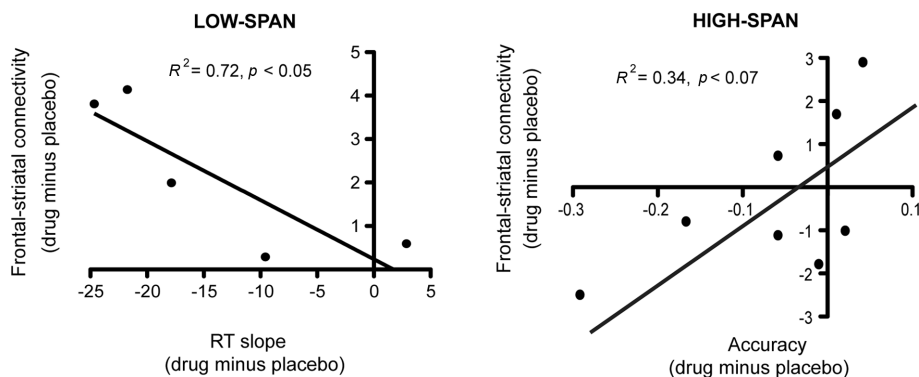 LOW-SPAN
Frontal-striatal connectivity
(drug minus placebo)
R² = 0.72, p < 0.05
5
4
3
2
1
-25 -20 -15 -10 -5 0 5
RT slope
(drug minus placebo)
HIGH-SPAN
Frontal-striatal connectivity
(drug minus placebo)
R² = 0.34, p < 0.07
3
2
1
-0.3 -0.2 -0.1 0 0.1
-1
-2
-3
Accuracy
(drug minus placebo)